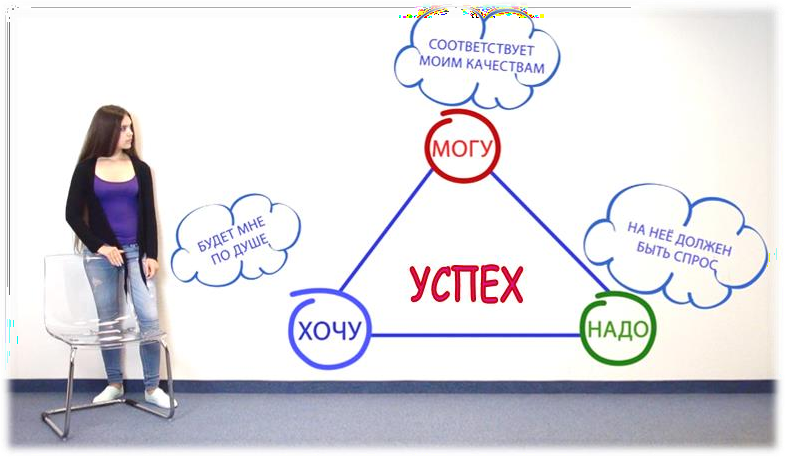 СООТВЕТСТВУЕТ
МОИМ КАЧЕСТВАМ
МОГУ
БУДЕТ МНЕ
ПО ДУШЕ
НА НЕЁ ДОЛЖЕН
БЫТЬ СПРОС
УСПЕХ
ХОЧУ
НАДО